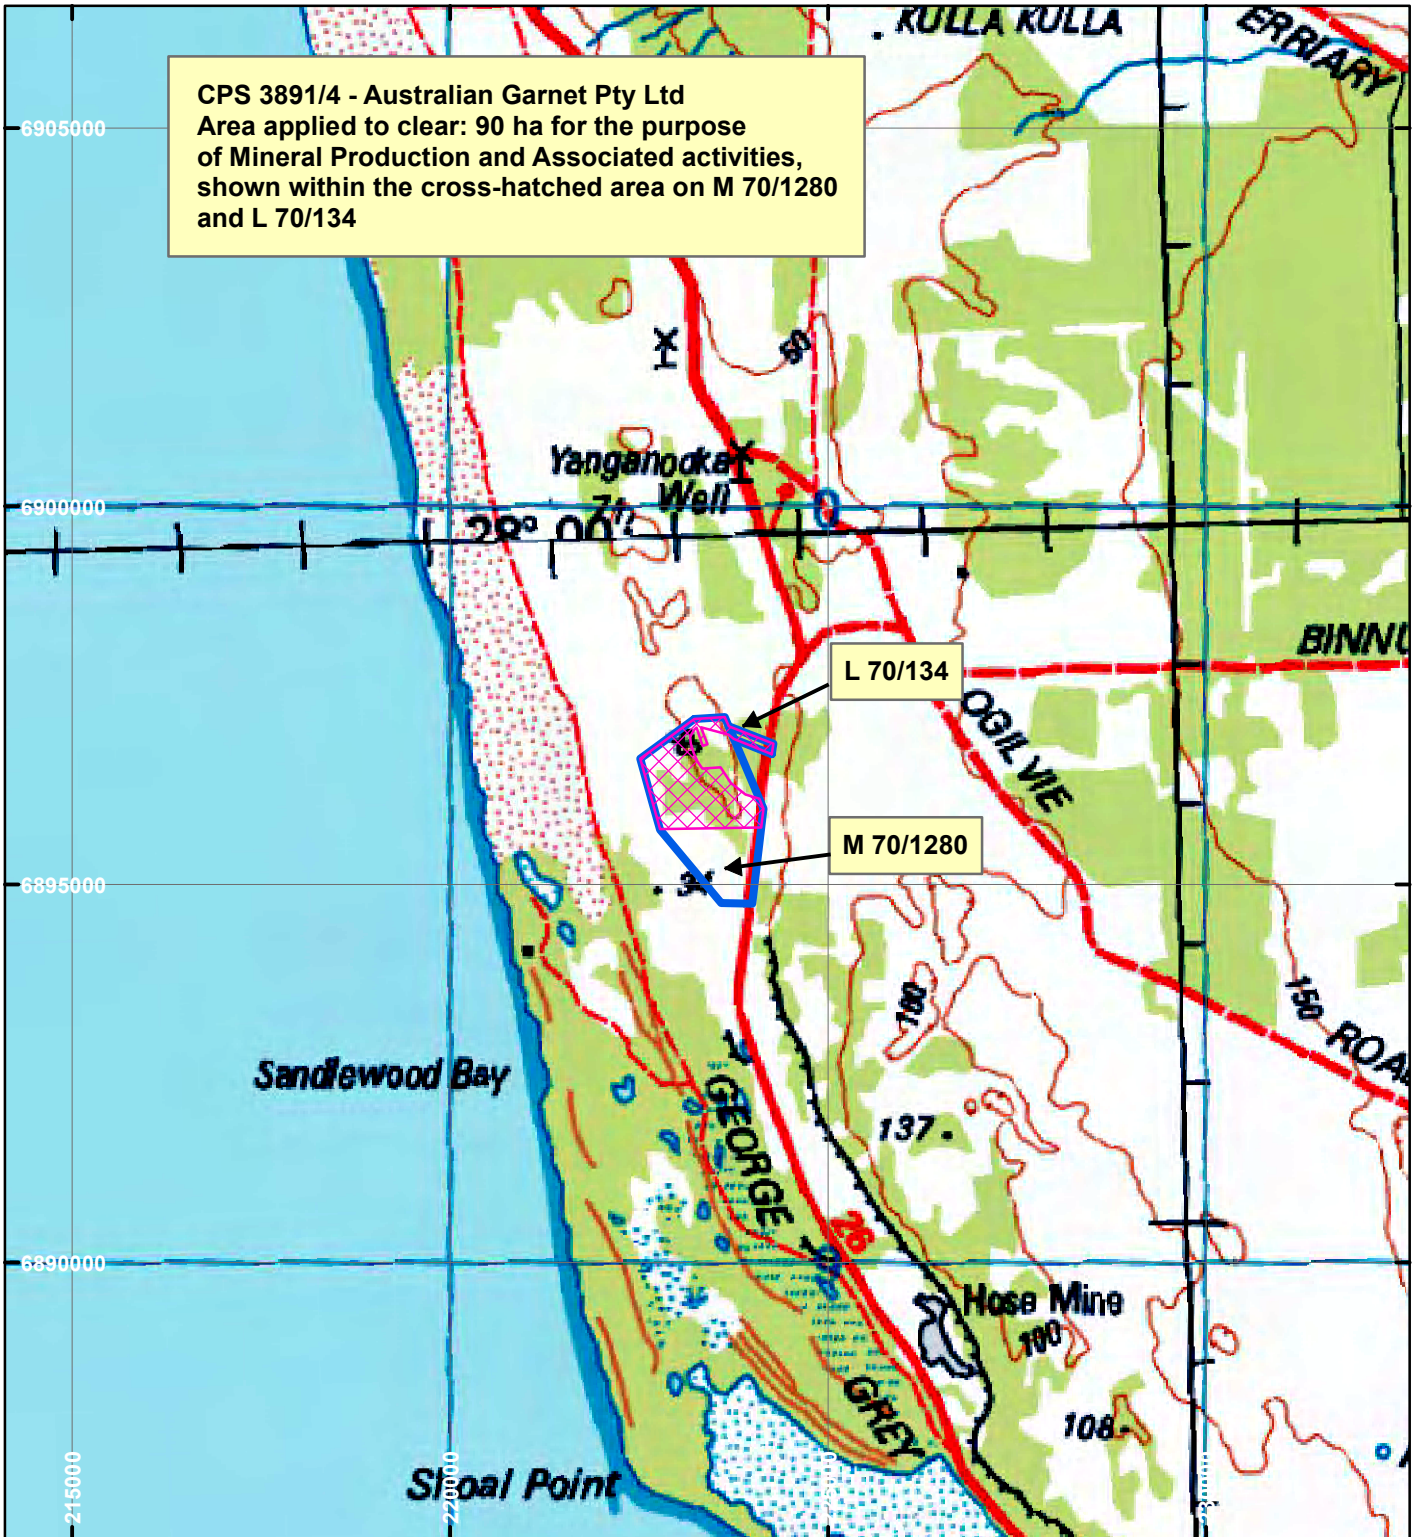 KULLA KULLA
ERRIARY
CPS 3891/4 - Australian Garnet Pty Ltd
Area applied to clear: 90 ha for the purpose
of Mineral Production and Associated activities,
shown within the cross-hatched area on M 70/1280
and L 70/134
6905000
50
Yanganooka
Well
6900000
28° 00'
BINNU
L 70/134
OGILVIE
M 70/1280
6895000
180
150
ROAD
Sandlewood Bay
GEORGE
137
26
6890000
Hose Mine
100
GREY
108
Shoal Point
215000
220000